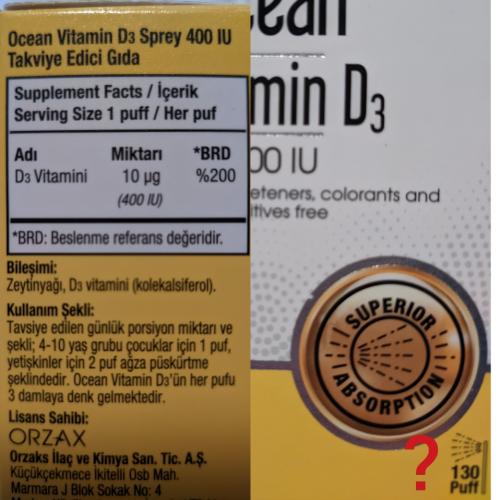 Ocean Vitamin D3 Sprey 400 IU
Takviye Edici Gıda
Supplement Facts / İçerik
Serving Size 1 puff / Her puf
Adı Miktarı *BRD
D3 Vitamini 10 µg %200
(400 IU)
*BRD: Beslenme referans değeridir.
Bileşimi:
Zeytinyağı, D3 vitamini (kolekalsiferol).
Kullanım Şekli:
Tavsiye edilen günlük porsiyon miktarı ve
şekli; 4-10 yaş grubu çocuklar için 1 puf,
yetişkinler için 2 puf ağza püskürtme
şeklindedir. Ocean Vitamin D3'ün her pufu
3 damlaya denk gelmektedir.
Lisans Sahibi:
ORZAX
Orzaks İlaç ve Kimya San. Tic. A.Ş.
Küçükçekmece İkitelli Osb Mah.
Marmara J Blok Sokak No: 4
cean
min D3
00 IU
eteners, colorants and
itives free
SUPERIOR
ABSORPTION
?
130
Puff